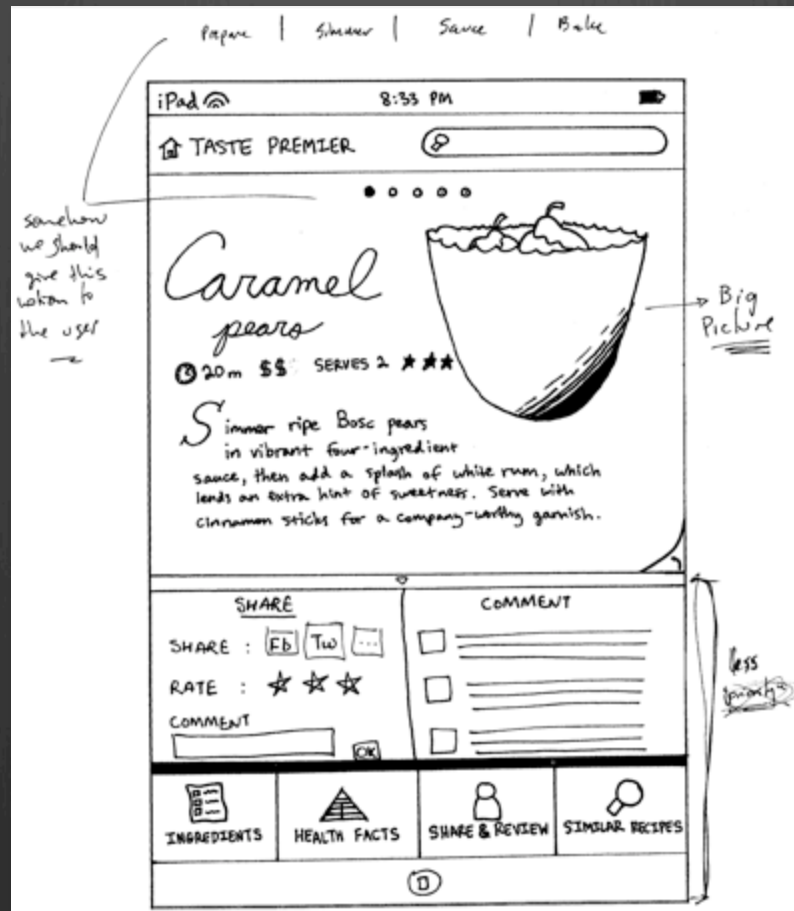 Prepare | Simmer | Sauce | Bake
iPad 8:33 PM
TASTE PREMIER
somehow
we should
give this
notion to
the user
Caramel
pears
Big
Picture
20m $$ SERVES 2
Simmer ripe Bosc pears
in vibrant four-ingredient
sauce, then add a splash of white rum, which
lends an extra hint of sweetness. Serve with
cinnamon sticks for a company-worthy garnish.
SHARE
SHARE : Fb Tw ...
RATE :
COMMENT
OK
COMMENT
less
INGREDIENTS
HEALTH FACTS
SHARE & REVIEW
SIMILAR RECIPES